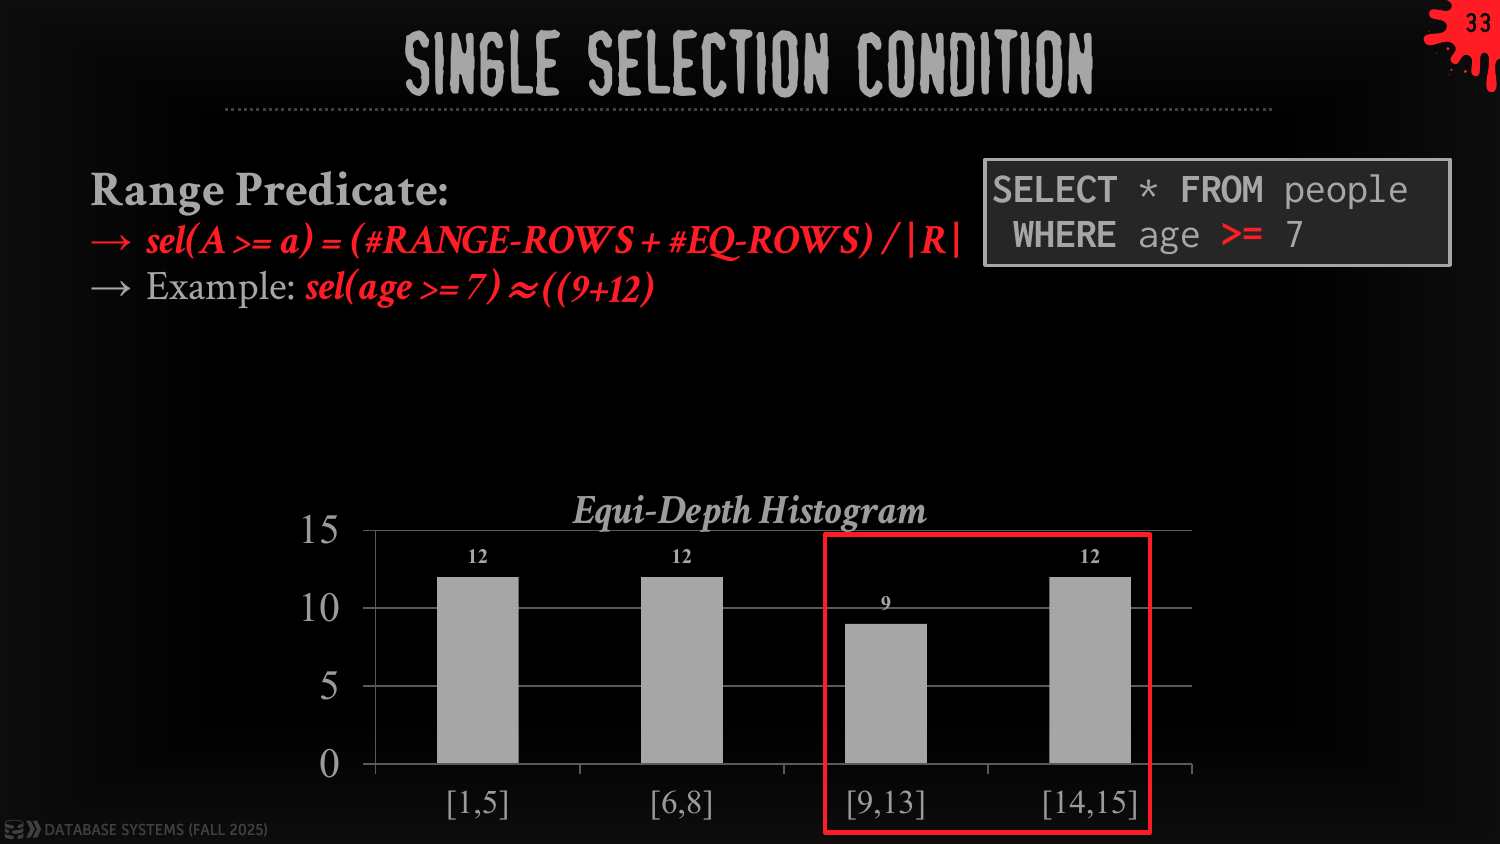 33
SINGLE SELECTION CONDITION
Range Predicate:
→ sel(A >= a) = (#RANGE-ROWS + #EQ-ROWS) / |R|
→ Example: sel(age >= 7) ≈ ((9+12)
SELECT * FROM people
WHERE age >= 7
Equi-Depth Histogram
15
10
5
0
12
12
9
12
[1,5]
[6,8]
[9,13]
[14,15]
DATABASE SYSTEMS (FALL 2025)